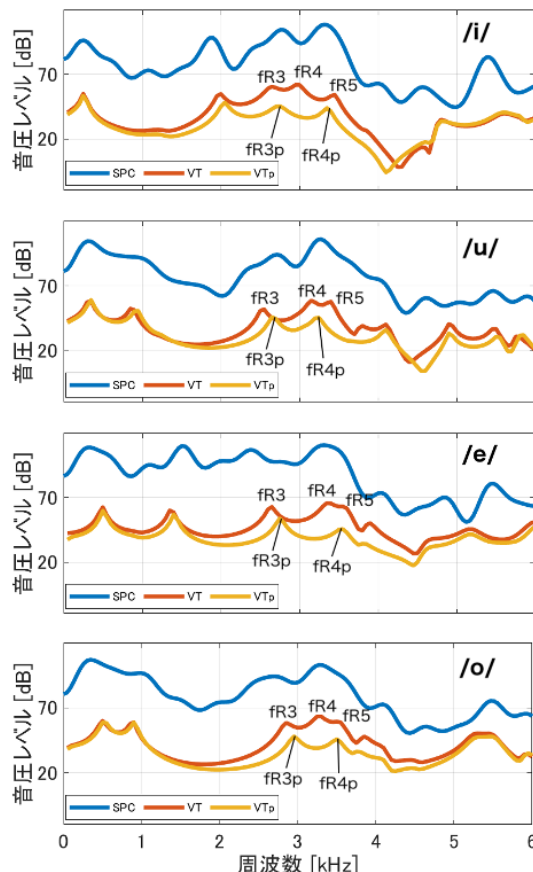 音圧レベル [dB]
70
20
/i/
fR3
fR4
fR5
fR3p
fR4p
SPC
VT
VTp
音圧レベル [dB]
70
20
/u/
fR3
fR4
fR5
fR3p
fR4p
SPC
VT
VTp
音圧レベル [dB]
70
20
/e/
fR3
fR4
fR5
fR3p
fR4p
SPC
VT
VTp
音圧レベル [dB]
70
20
/o/
fR3
fR4
fR5
fR3p
fR4p
SPC
VT
VTp
0 1 2 3 4 5 6
周波数 [kHz]